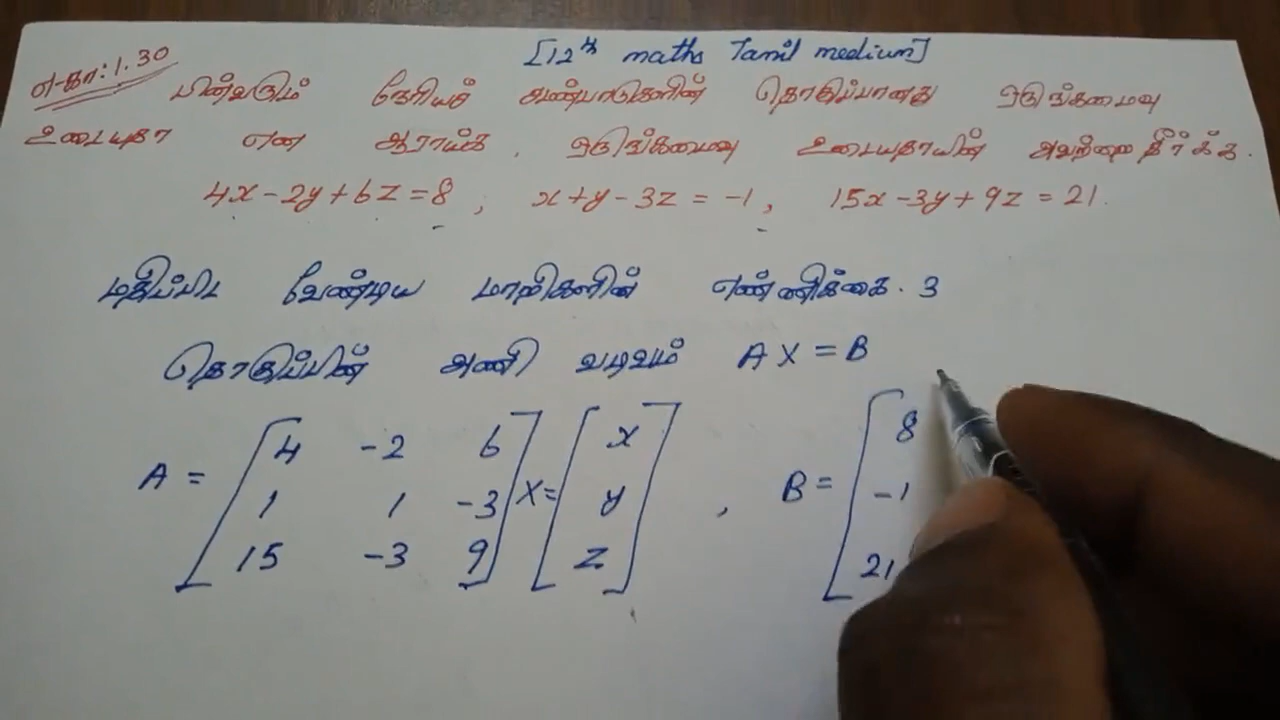 [12th maths Tamil medium]
எ-கா: 1.30
பின்வரும் நேரியச் சமன்பாடுகளின் தொகுப்பானது ஒருங்கமைவு
உடையதா என ஆராய்க. ஒருங்கமைவு உடையதாயின் அவற்றை தீர்க்க.
4x - 2y + 6z = 8 ; x + y - 3z = -1, 15x - 3y + 9z = 21.
மதிப்பிட வேண்டிய மாறிகளின் எண்ணிக்கை. 3
தொகுப்பின் அணி வடிவம் AX = B
A = [4 -2 6] X = [x] , B = [8
[1 1 -3] [y] -1
[15 -3 9] [z] 21